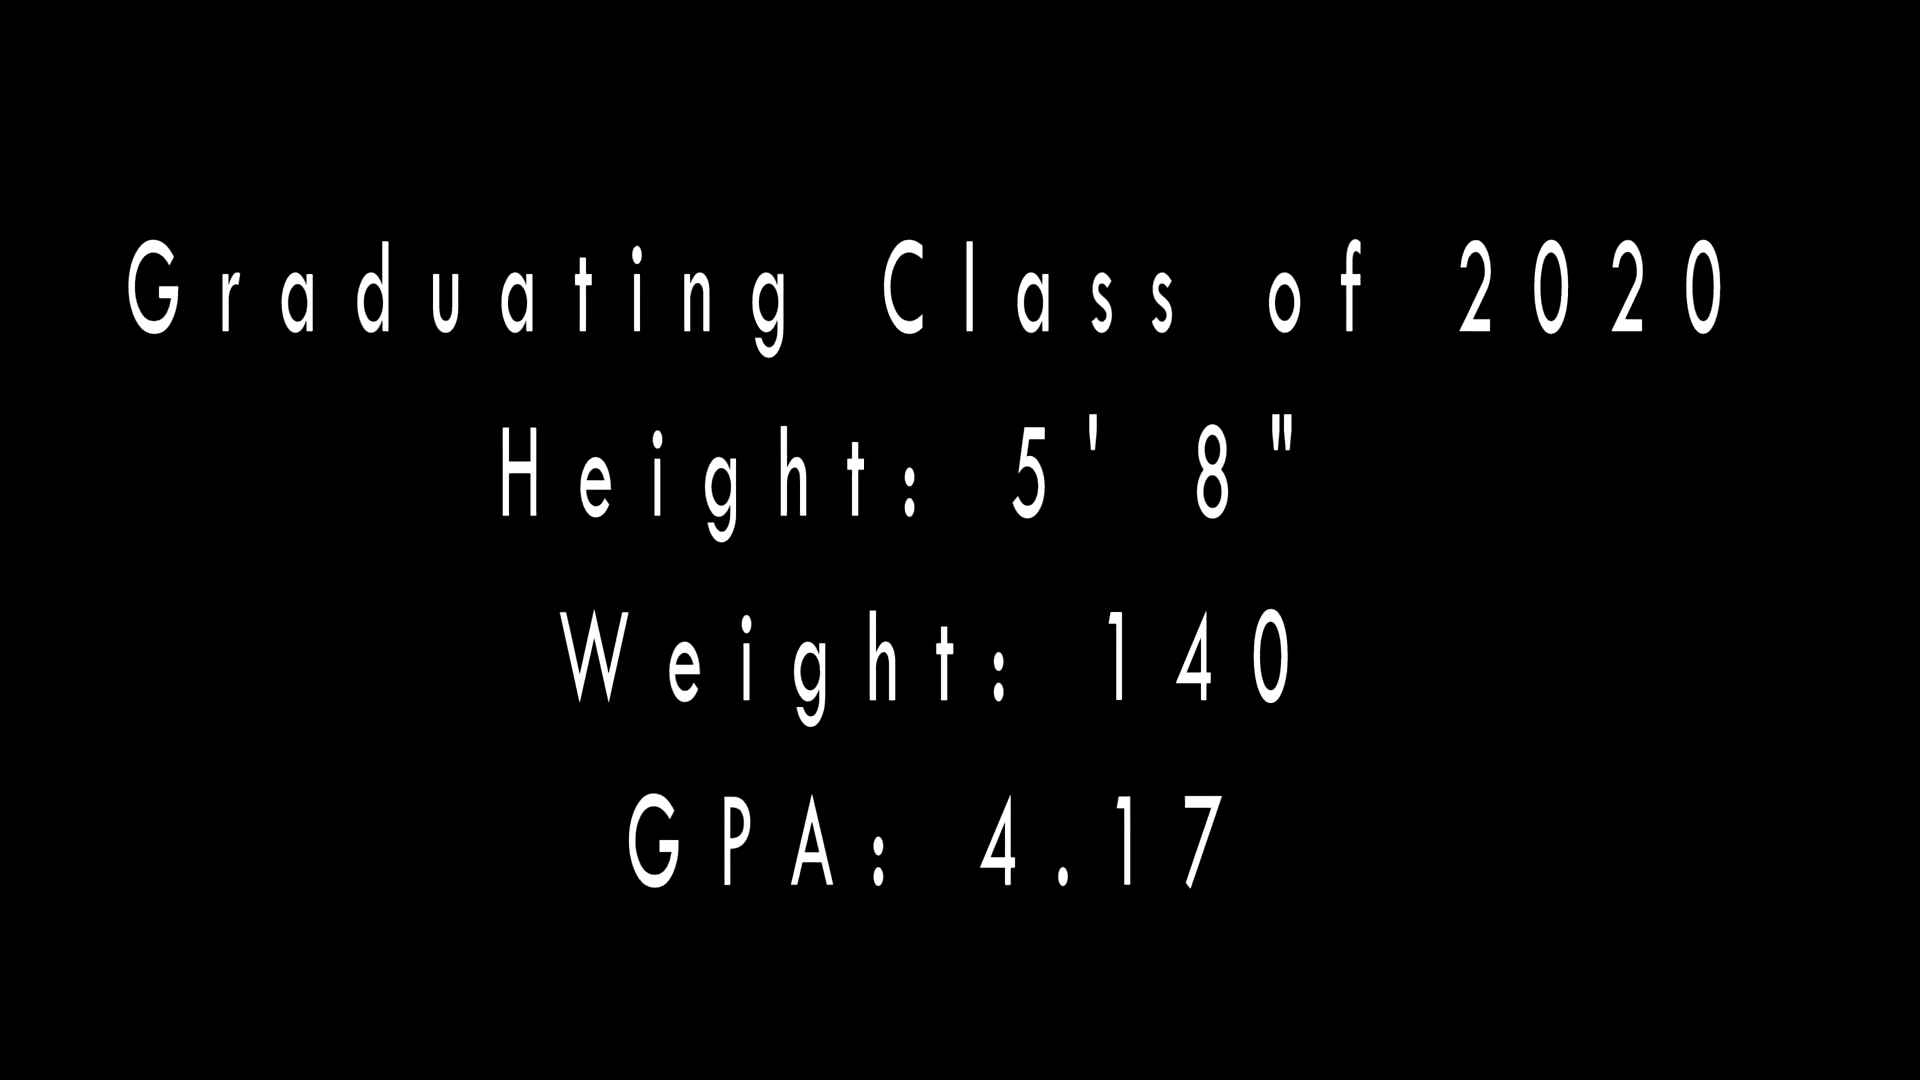 Graduating Class of 2020
Height: 5' 8"
Weight: 140
GPA: 4.17